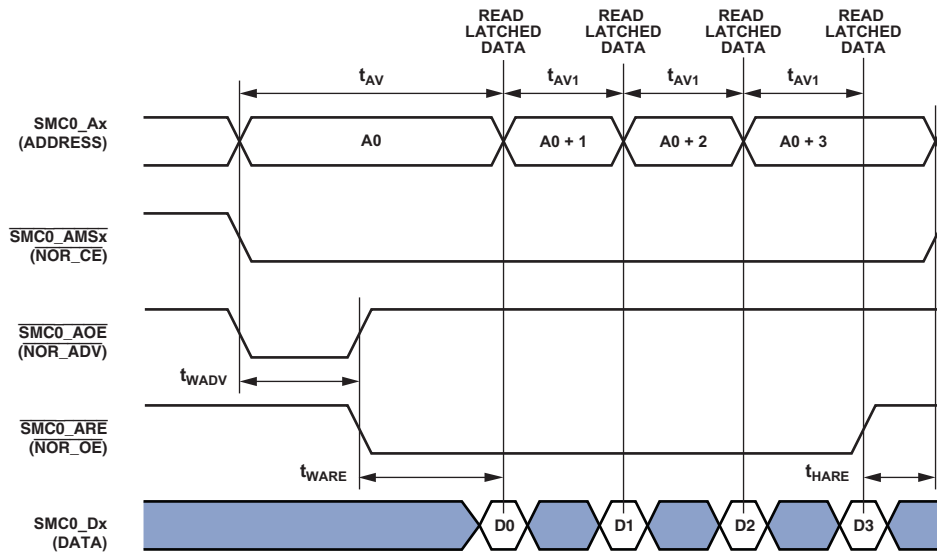 READ
LATCHED
DATA
READ
LATCHED
DATA
READ
LATCHED
DATA
READ
LATCHED
DATA
tAV
tAV1
tAV1
tAV1
SMC0_Ax
(ADDRESS)
A0
A0 + 1
A0 + 2
A0 + 3
SMC0_AMSx
(NOR_CE)
SMC0_AOE
(NOR_ADV)
tWADV
SMC0_ARE
(NOR_OE)
tWARE
tHARE
SMC0_Dx
(DATA)
D0
D1
D2
D3